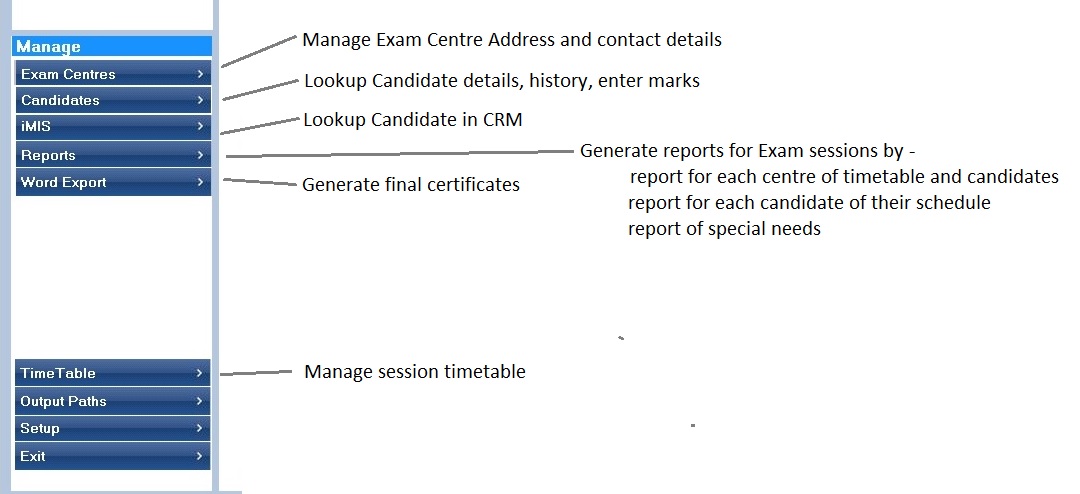 Manage
Exam Centres
Manage Exam Centre Address and contact details
Candidates
Lookup Candidate details, history, enter marks
iMIS
Lookup Candidate in CRM
Reports
Generate reports for Exam sessions by -
report for each centre of timetable and candidates
report for each candidate of their schedule
report of special needs
Word Export
Generate final certificates
TimeTable
Manage session timetable
Output Paths
Setup
Exit